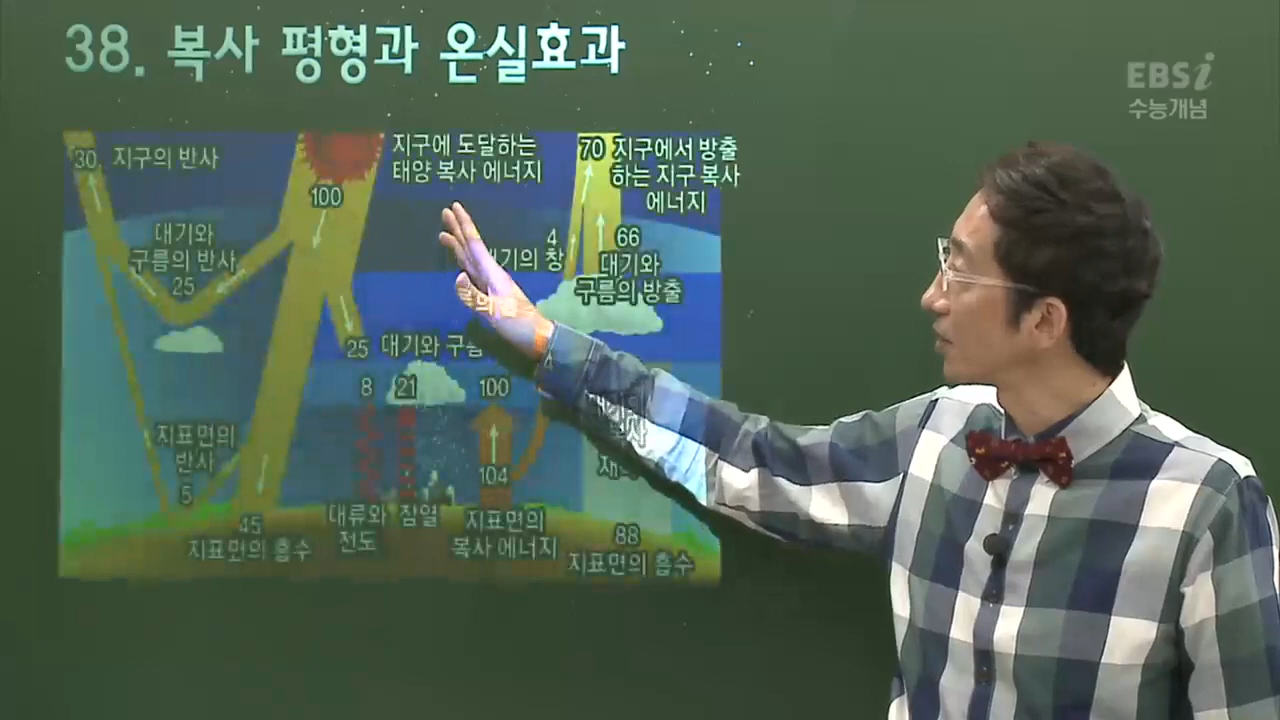 38. 복사 평형과 온실효과
EBSi
수능개념
30 지구의 반사
100
지구에 도달하는
태양 복사 에너지
70 지구에서 방출
하는 지구 복사
에너지
대기와
구름의 반사
25
4
기의 창
66
대기와
구름의 방출
25 대기와 구름
8
21
100
지표면의
반사
5
104
45
지표면의 흡수
대류와
전도
잠열
지표면의
복사 에너지
88
지표면의 흡수